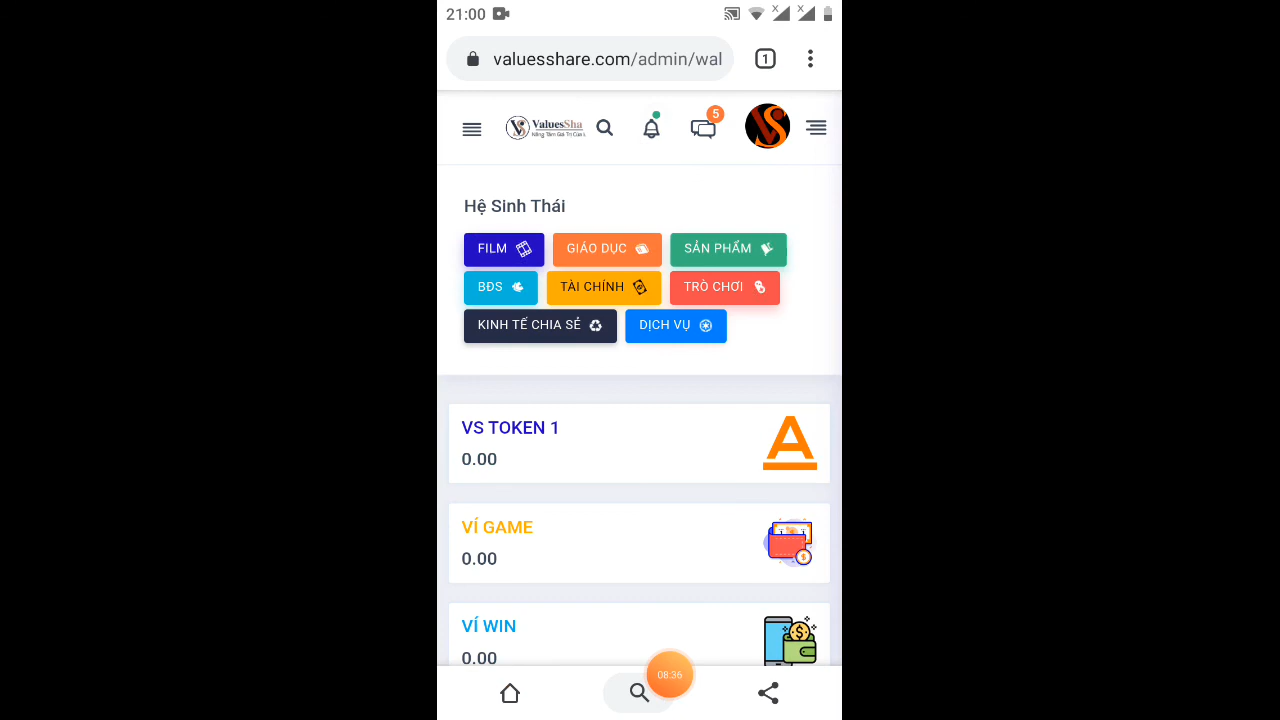 21:00
valuesshare.com/admin/wal
1
VS ValuesSha
5
Hệ Sinh Thái
FILM
GIÁO DỤC
SẢN PHẨM
BĐS
TÀI CHÍNH
TRÒ CHƠI
KINH TẾ CHIA SẺ
DỊCH VỤ
VS TOKEN 1
0.00
VÍ GAME
0.00
VÍ WIN
0.00
08:36